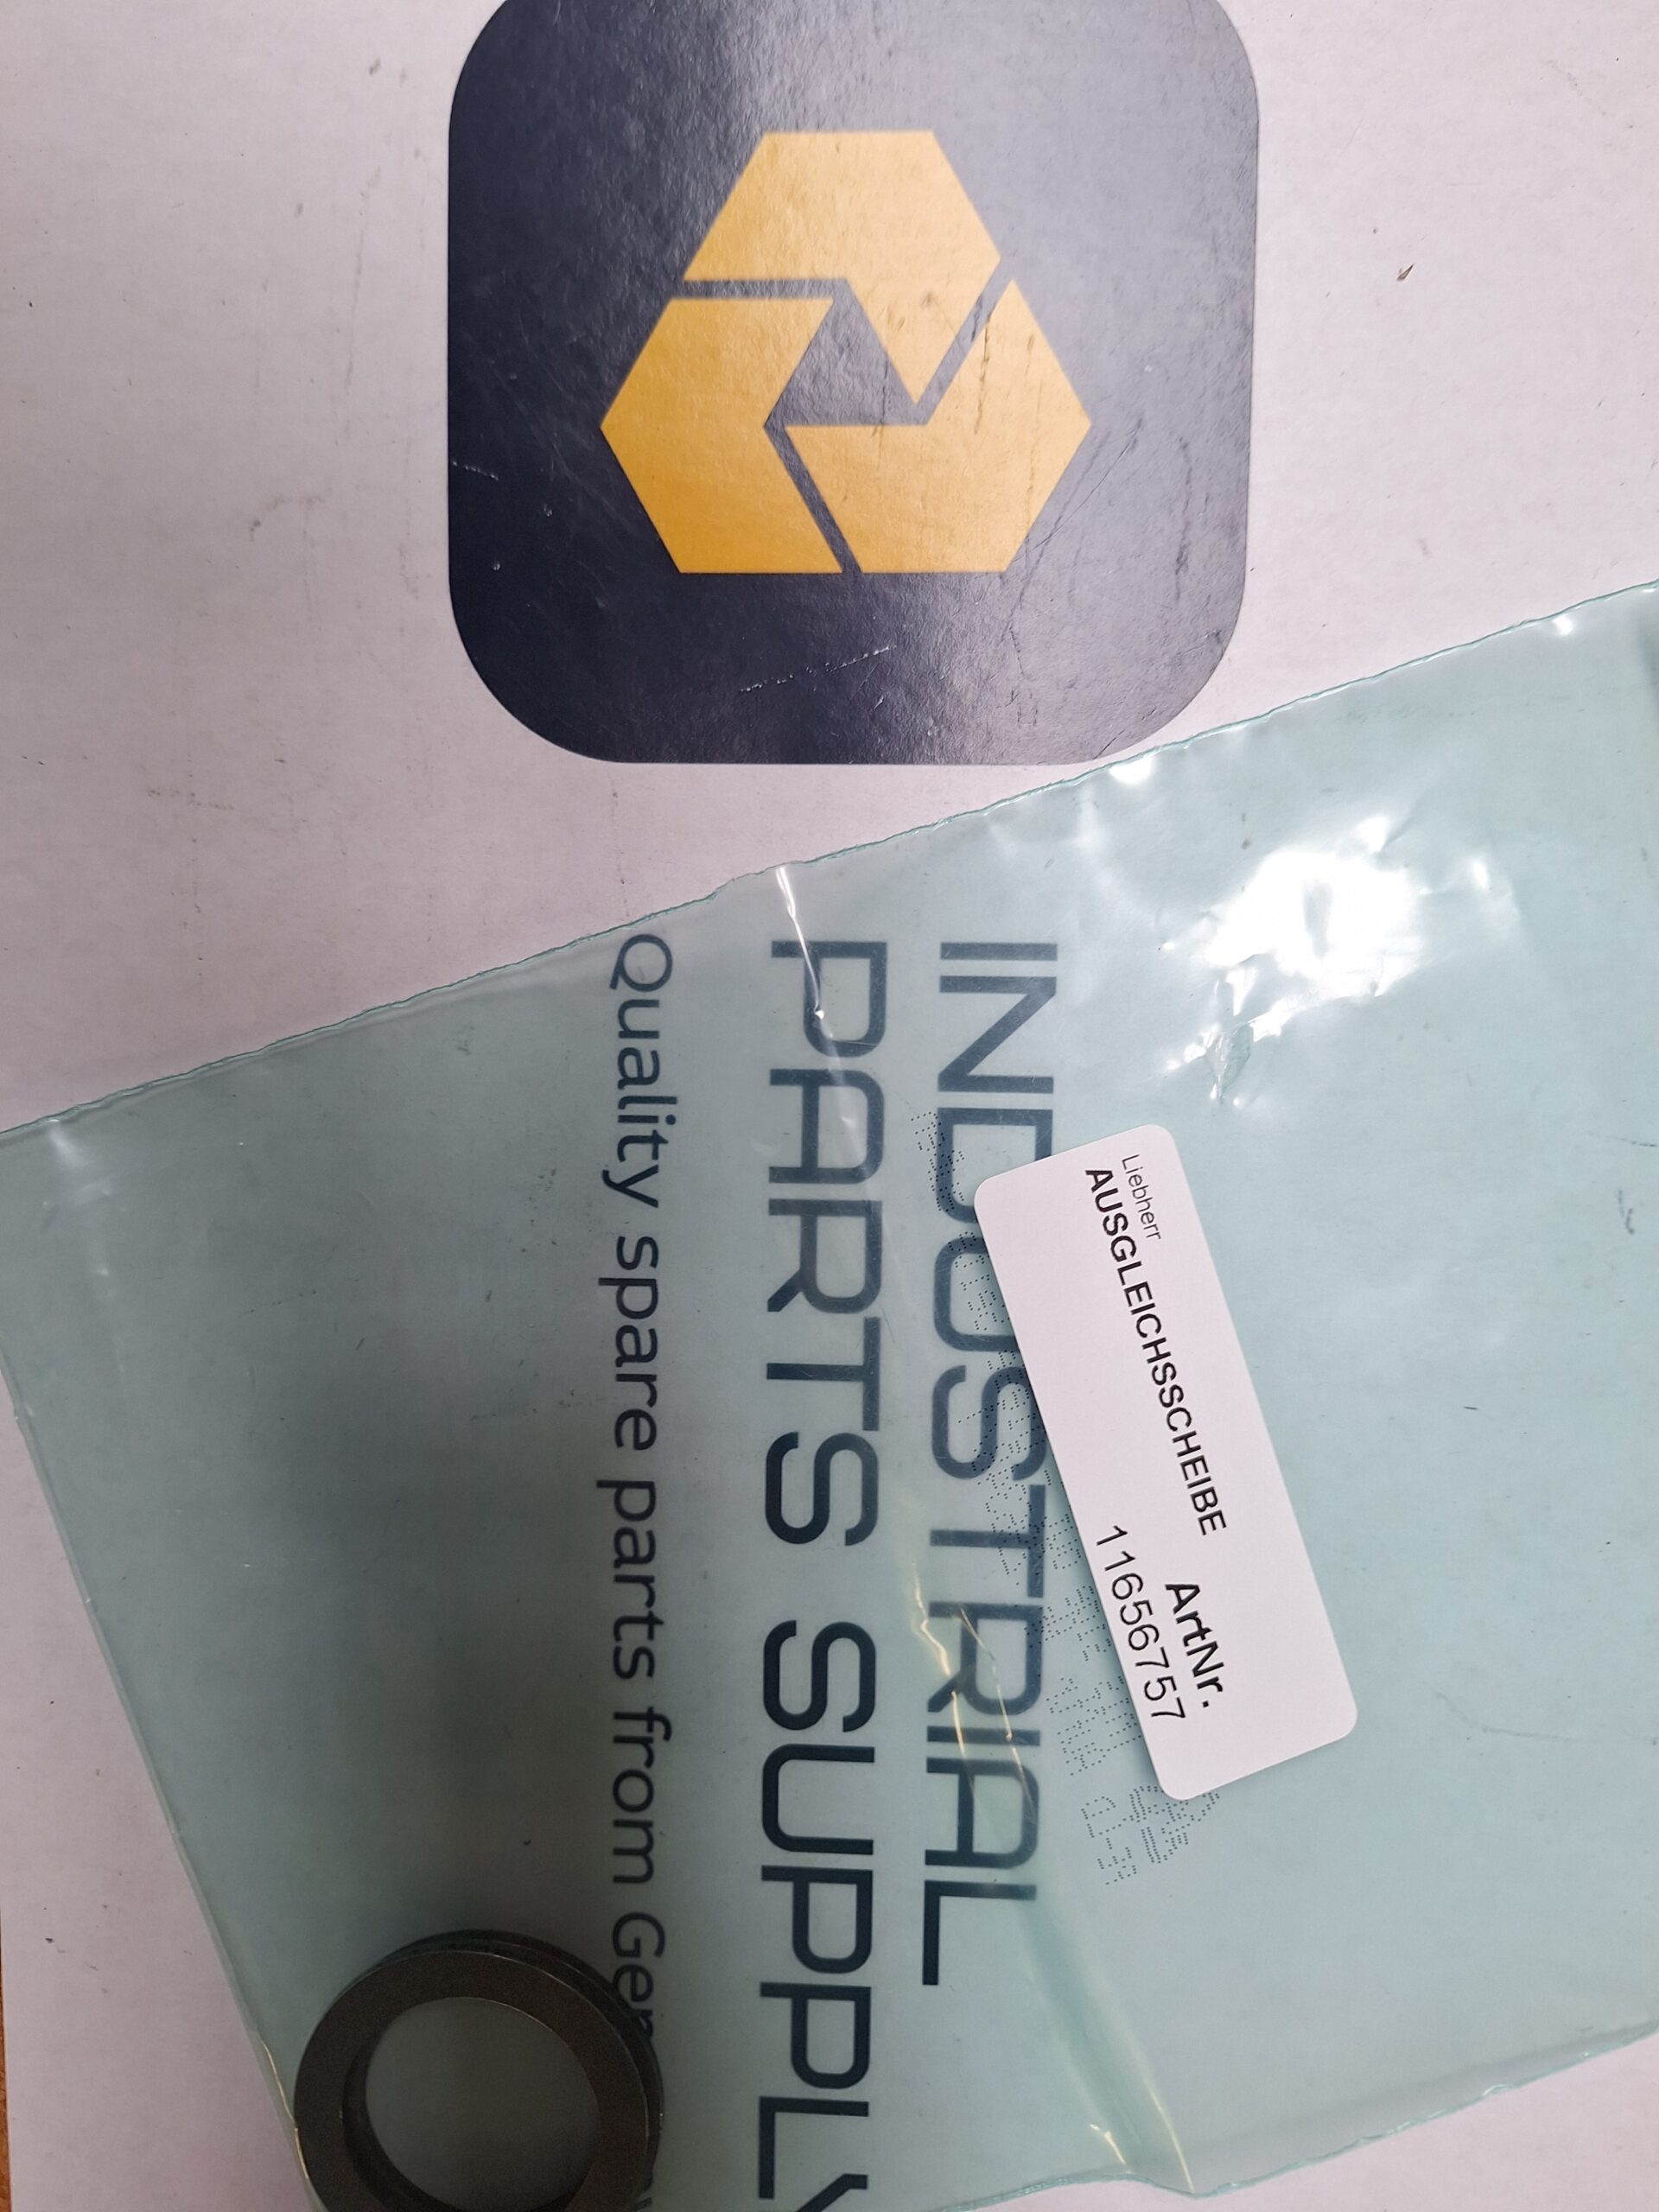 INDUSTRIAL
PARTS SUPPLY
Quality spare parts from
Liebherr
AUSGLEICHSSCHEIBE
ArtNr.
11656757